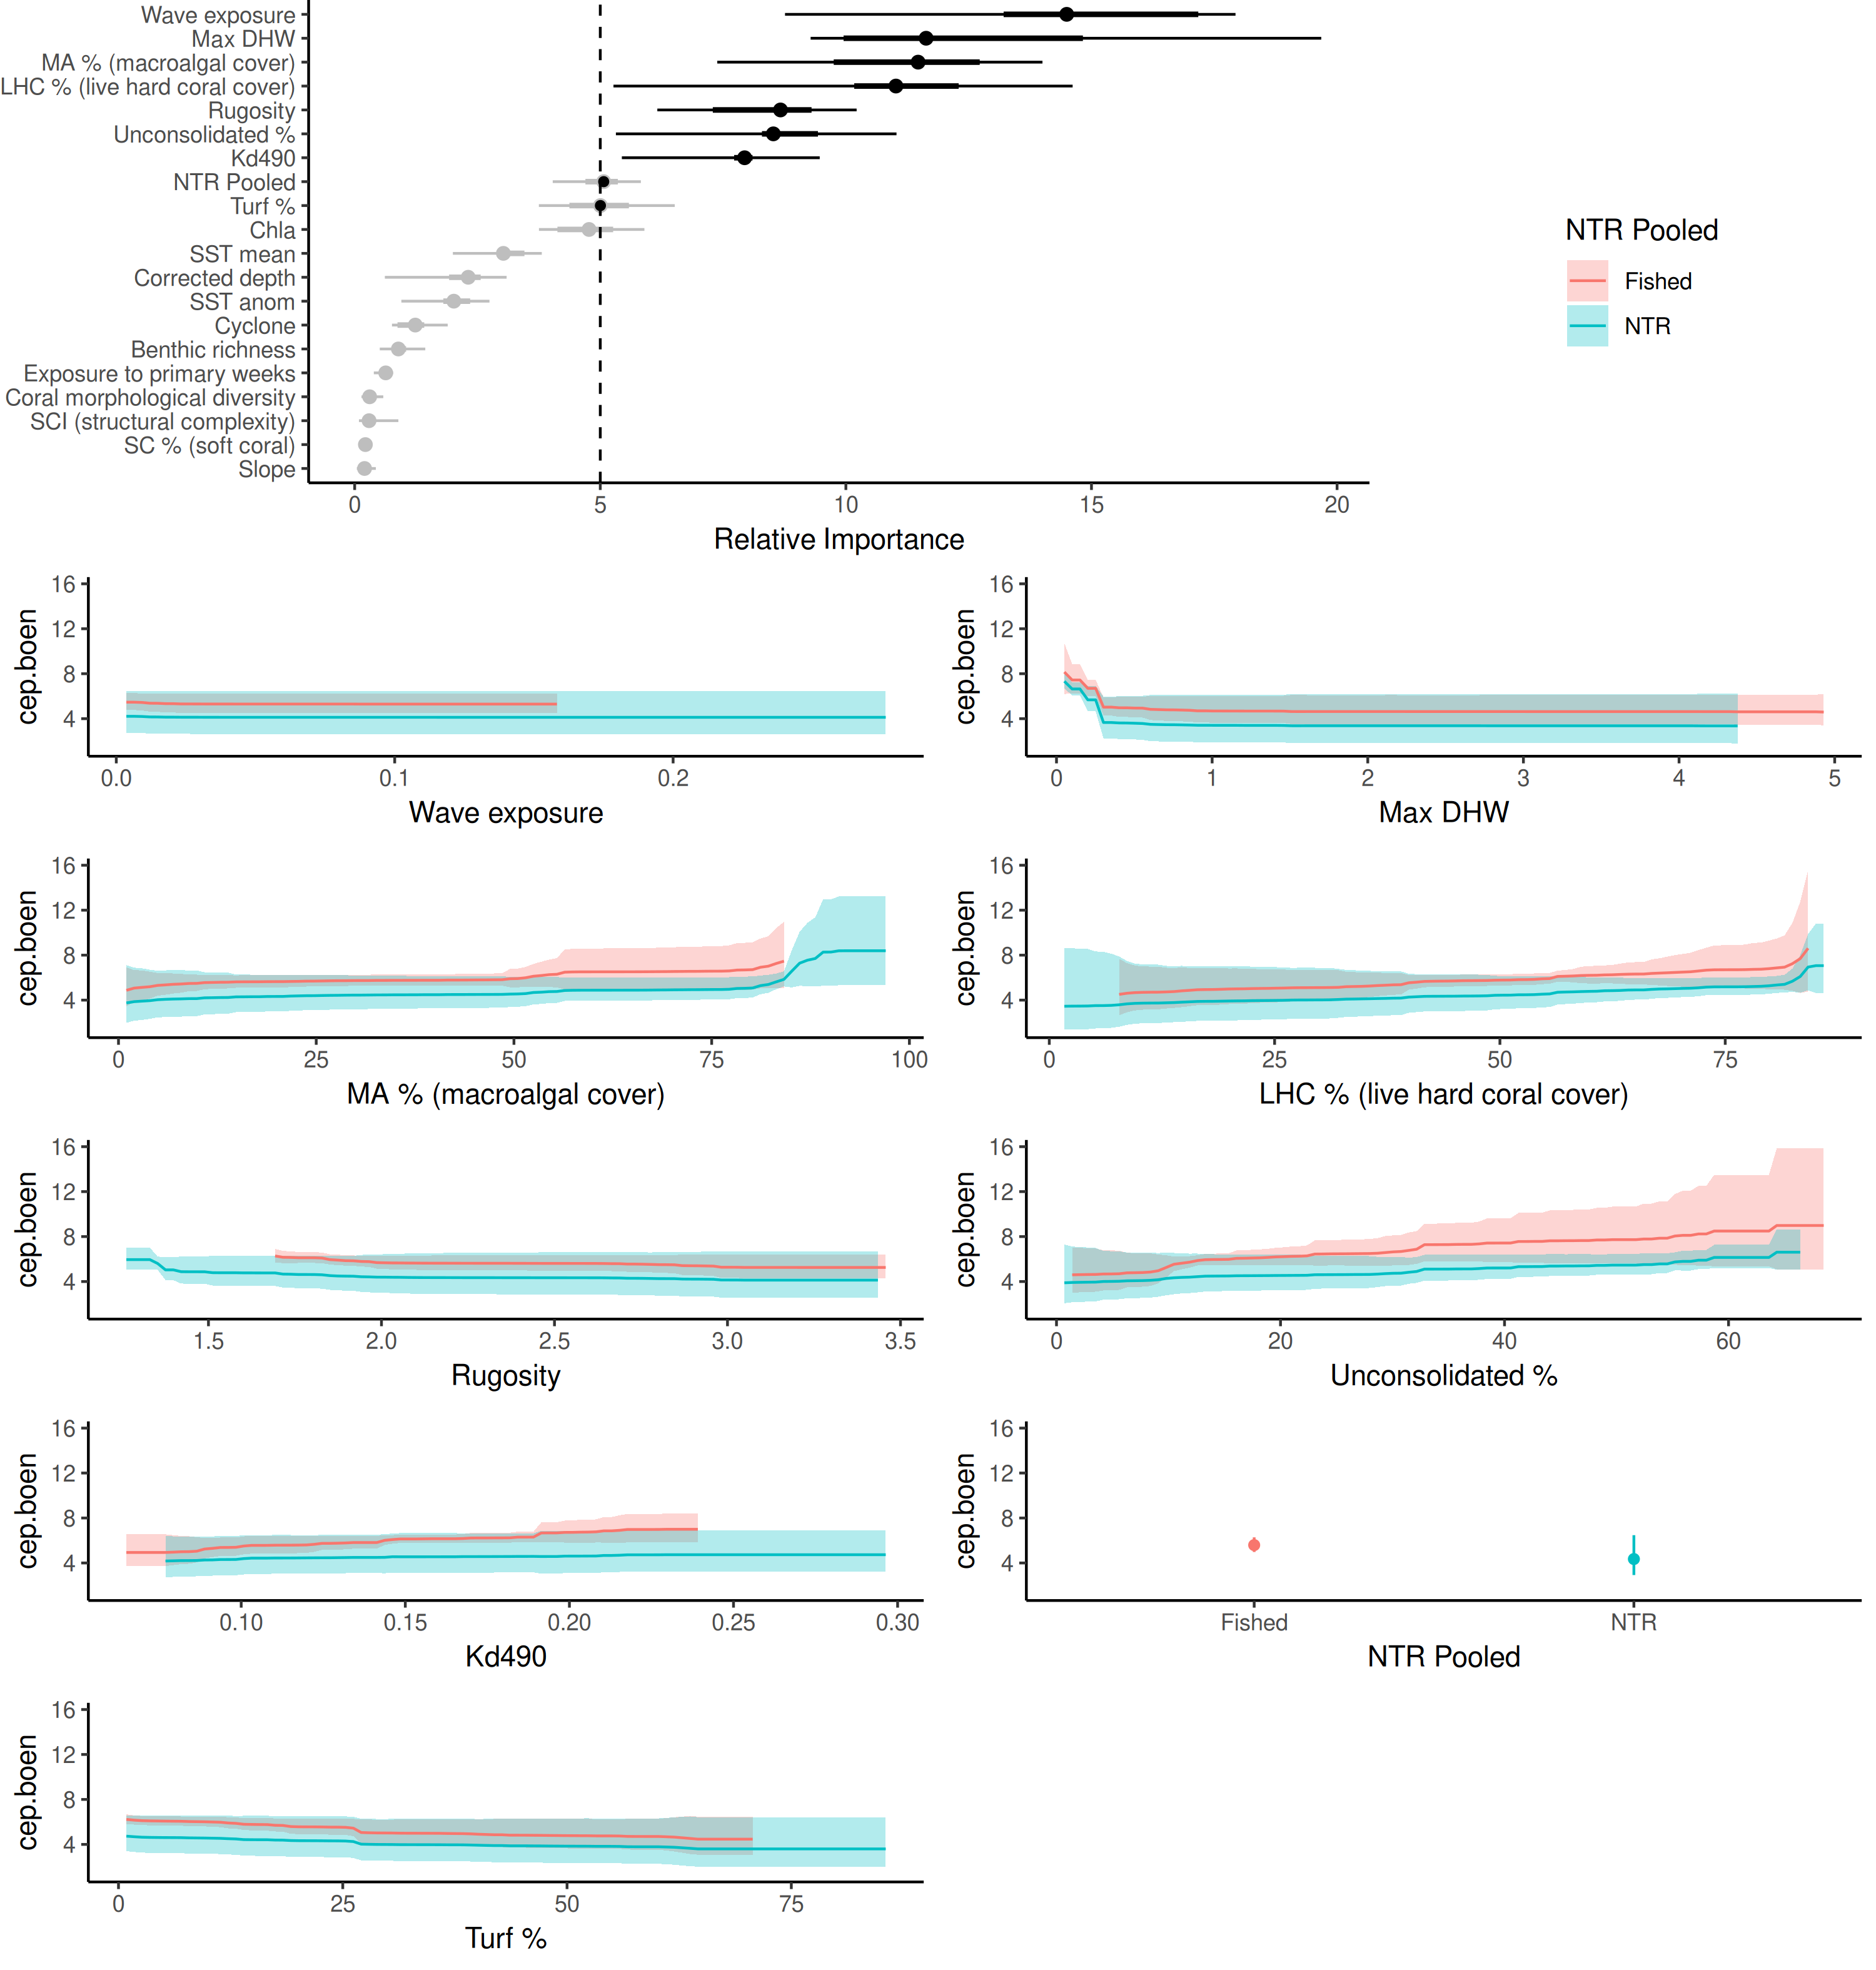 Wave exposure
Max DHW
MA % (macroalgal cover)
LHC % (live hard coral cover)
Rugosity
Unconsolidated %
Kd490
NTR Pooled
Turf %
Chla
SST mean
Corrected depth
SST anom
Cyclone
Benthic richness
Exposure to primary weeks
Coral morphological diversity
SCI (structural complexity)
SC % (soft coral)
Slope
0 5 10 15 20
Relative Importance
NTR Pooled
Fished
NTR
16
12
8
4
cep.boen
0.0 0.1 0.2
Wave exposure
16
12
8
4
cep.boen
0 1 2 3 4 5
Max DHW
16
12
8
4
cep.boen
0 25 50 75 100
MA % (macroalgal cover)
16
12
8
4
cep.boen
0 25 50 75
LHC % (live hard coral cover)
16
12
8
4
cep.boen
1.5 2.0 2.5 3.0 3.5
Rugosity
16
12
8
4
cep.boen
0 20 40 60
Unconsolidated %
16
12
8
4
cep.boen
0.10 0.15 0.20 0.25 0.30
Kd490
16
12
8
4
cep.boen
Fished NTR
NTR Pooled
16
12
8
4
cep.boen
0 25 50 75
Turf %